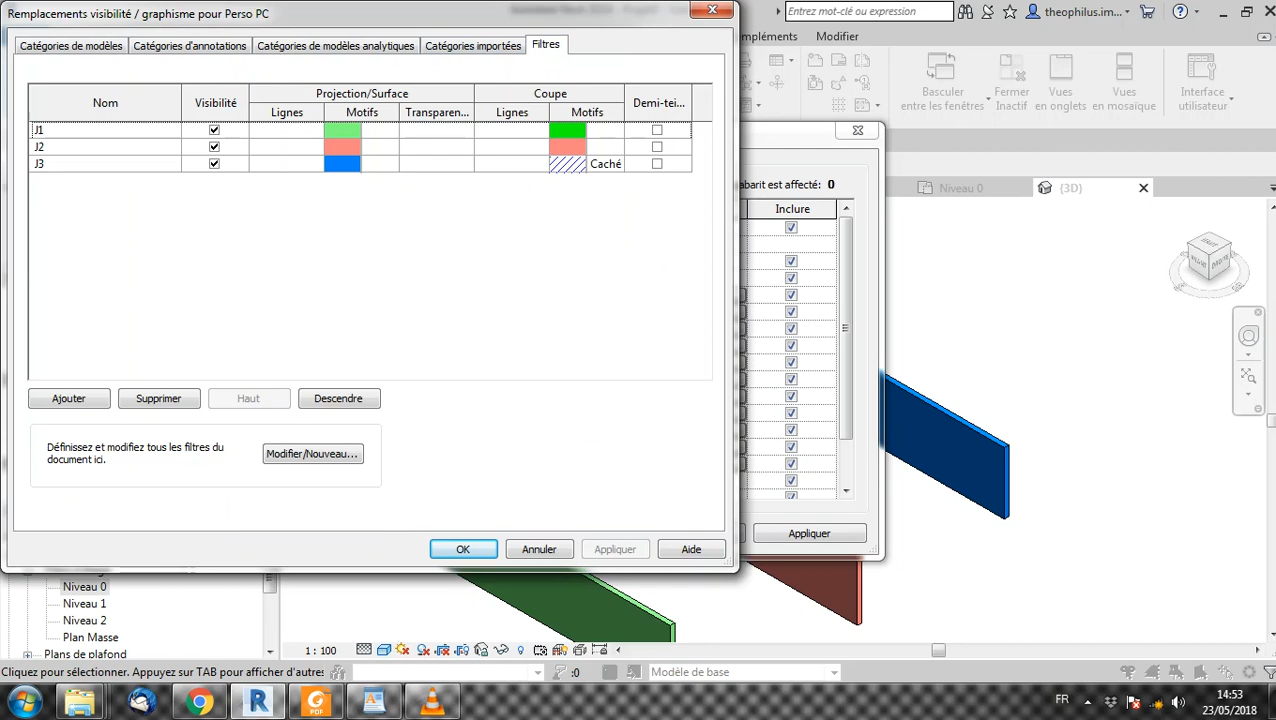 Remplacements visibilité / graphisme pour Perso PC
Entrez mot-clé ou expression
theophilus.im...
Catégories de modèles
Catégories d'annotations
Catégories de modèles analytiques
Catégories importées
Filtres
mpléments
Modifier
Basculer
entre les fenêtres
Fermer
Inactif
Vues
en onglets
Vues
en mosaïque
Interface
utilisateur
Nom
Visibilité
Projection/Surface
Coupe
Demi-tei...
Lignes
Motifs
Transparen...
Lignes
Motifs
J1
J2
J3
Caché
abarit est affecté: 0
Inclure
Niveau 0
{3D}
Ajouter
Supprimer
Haut
Descendre
Définissez et modifiez tous les filtres du
document ici.
Modifier/Nouveau...
OK
Annuler
Appliquer
Aide
Appliquer
Niveau 0
Niveau 1
Niveau 2
Plan Masse
Plans de plafond
1 : 100
Cliquez pour sélectionner, Appuyez sur TAB pour afficher d'autre
:0
Modèle de base
FR
14:53
23/05/2018